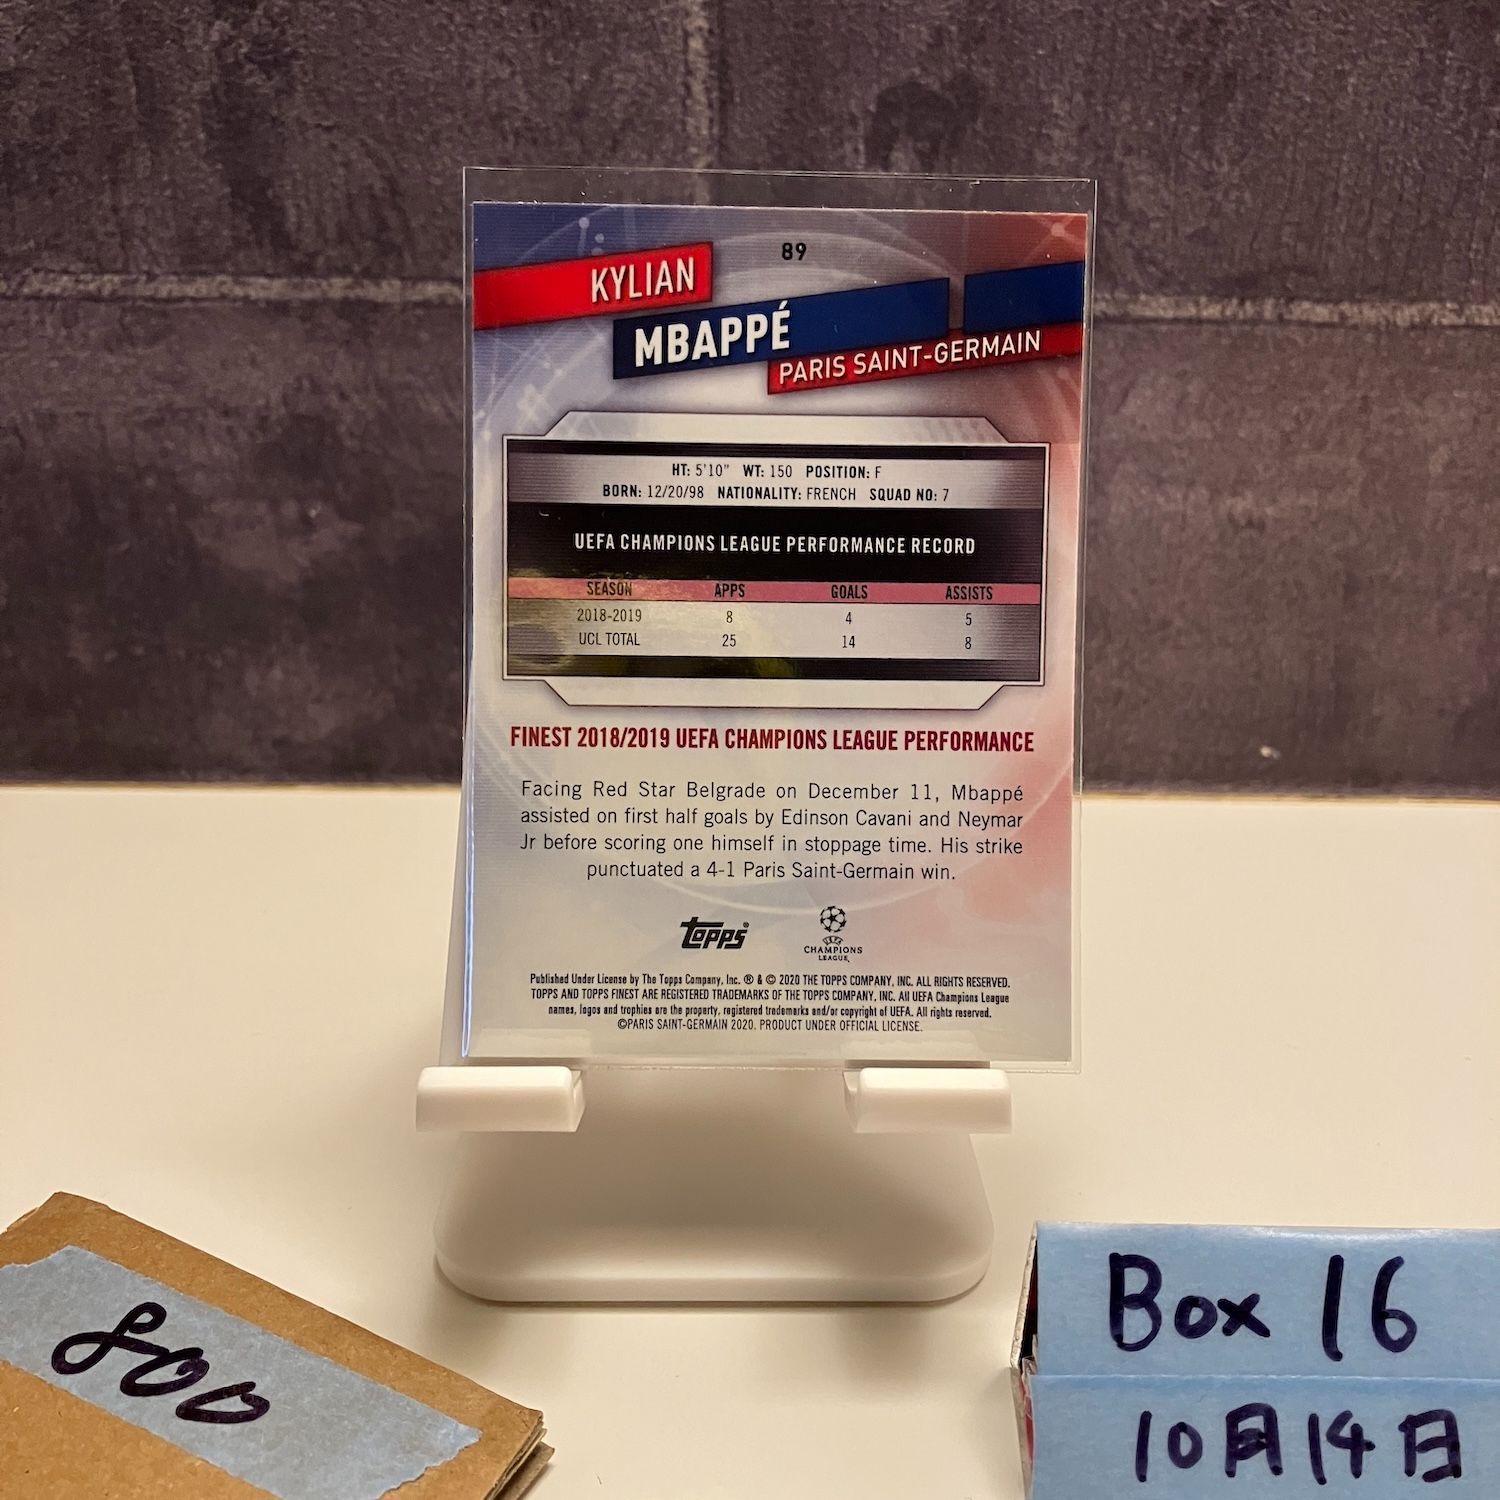 89
KYLIAN
MBAPPÉ
PARIS SAINT-GERMAIN
HT: 5'10" WT: 150 POSITION: F
BORN: 12/20/98 NATIONALITY: FRENCH SQUAD NO: 7
UEFA CHAMPIONS LEAGUE PERFORMANCE RECORD
SEASON APPS GOALS ASSISTS
2018-2019 8 4 5
UCL TOTAL 25 14 8
FINEST 2018/2019 UEFA CHAMPIONS LEAGUE PERFORMANCE
Facing Red Star Belgrade on December 11, Mbappé
assisted on first half goals by Edinson Cavani and Neymar
Jr before scoring one himself in stoppage time. His strike
punctuated a 4-1 Paris Saint-Germain win.
Topps®
UEFA
CHAMPIONS
LEAGUE
Published Under License by The Topps Company, Inc. ® & © 2020 THE TOPPS COMPANY, INC. ALL RIGHTS RESERVED.
TOPPS AND TOPPS FINEST ARE REGISTERED TRADEMARKS OF THE TOPPS COMPANY, INC. All UEFA Champions League
names, logos and trophies are the property, registered trademarks and/or copyright of UEFA. All rights reserved.
©PARIS SAINT-GERMAIN 2020. PRODUCT UNDER OFFICIAL LICENSE.
800
Box 16
10月14日